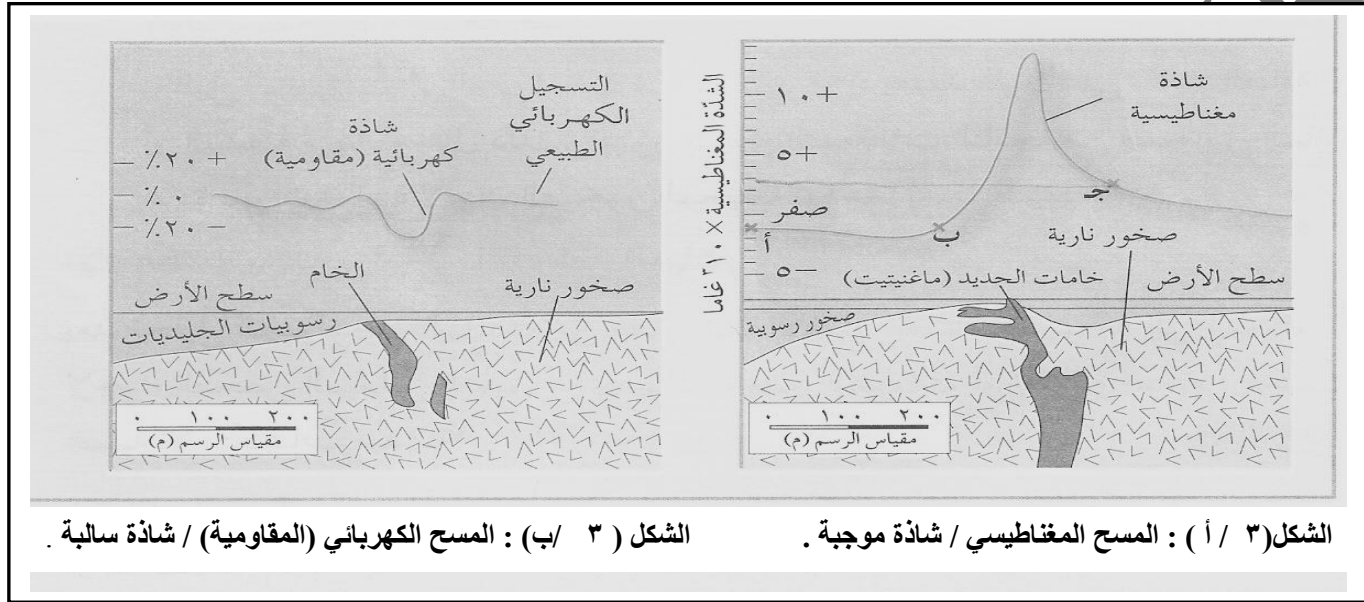 شاذة
مغناطيسية
+١٠
+٥
صفر
-٥
الشدّة المغناطيسية × ١٠٣ غاما
أ
ب
جـ
صخور نارية
خامات الحديد (ماغنيتيت)
سطح الأرض
صخور رسوبية
٠ ١٠٠ ٢٠٠
مقياس الرسم (م)
الشكل(٣ / أ ) : المسح المغناطيسي / شاذة موجبة .
التسجيل
الكهربائي
الطبيعي
شاذة
كهربائية (مقاومية)
+ ٢٠٪
٠٪
- ٢٠٪
الخام
صخور نارية
سطح الأرض
رسوبيات الجليديات
٠ ١٠٠ ٢٠٠
مقياس الرسم (م)
الشكل ( ٣ /ب) : المسح الكهربائي (المقاومية) / شاذة سالبة .